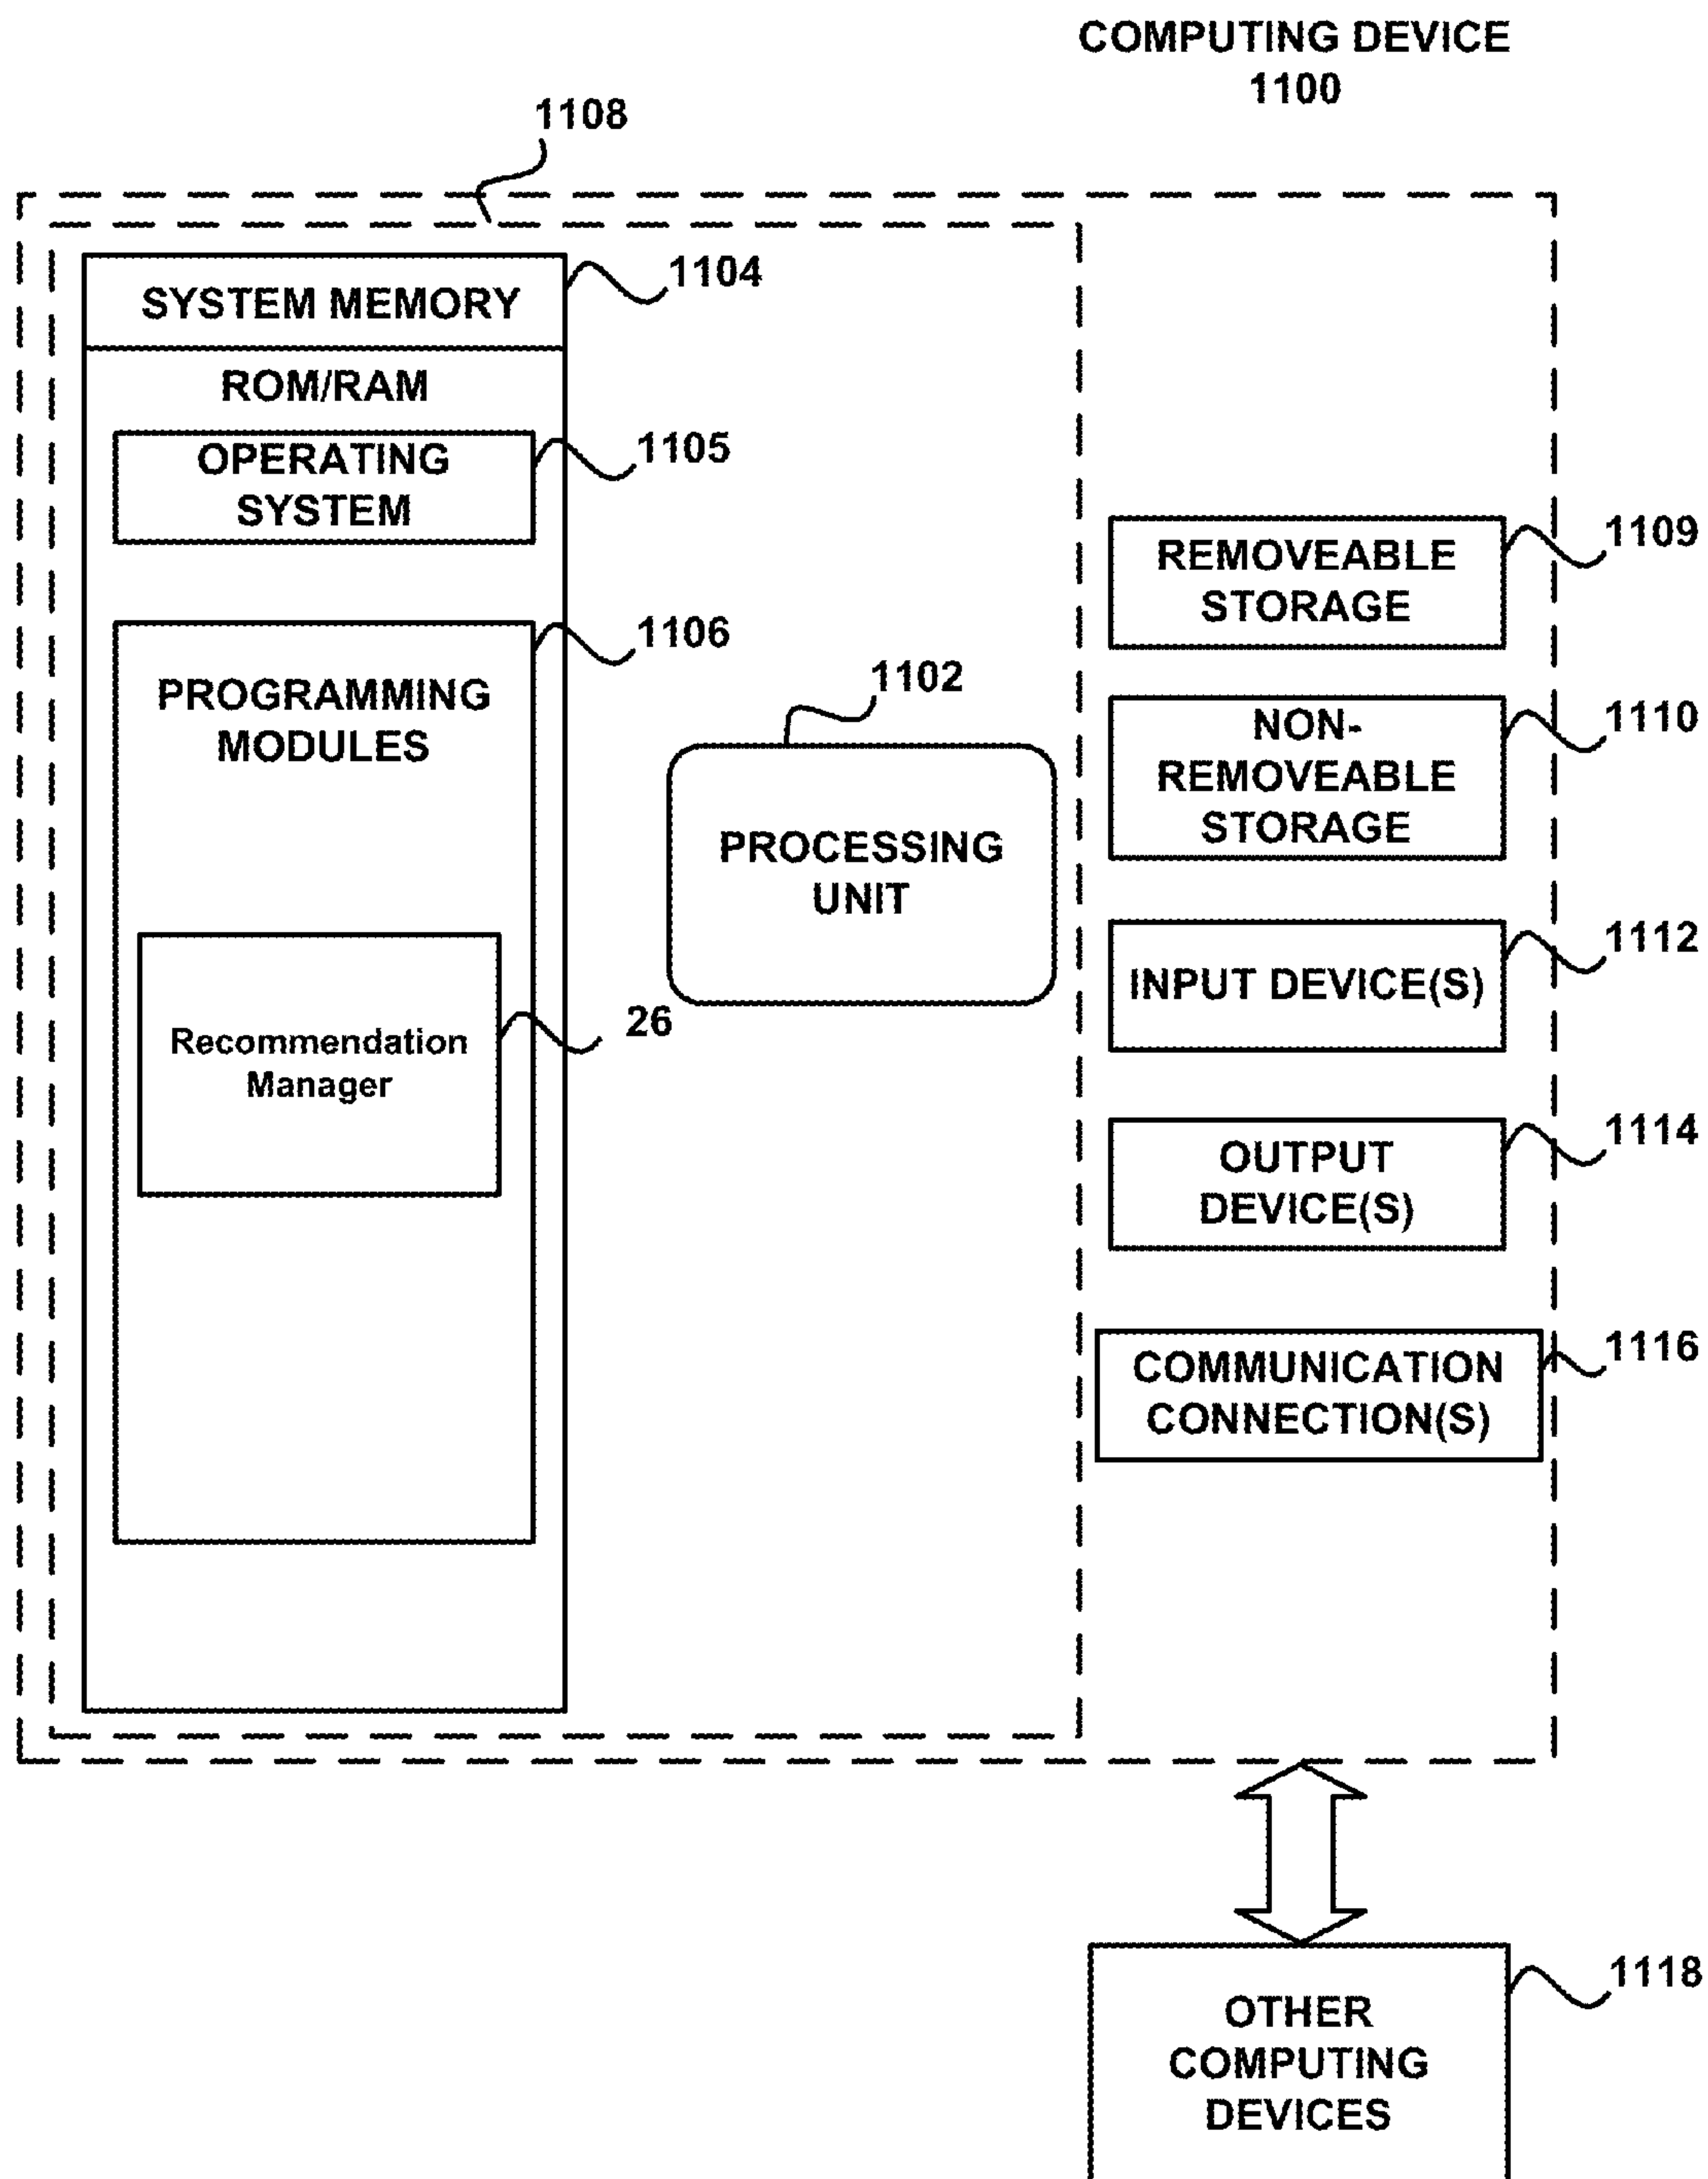 COMPUTING DEVICE
1100
1108
SYSTEM MEMORY
1104
ROM/RAM
OPERATING
SYSTEM
1105
PROGRAMMING
MODULES
1106
Recommendation
Manager
26
1102
PROCESSING
UNIT
REMOVEABLE
STORAGE
1109
NON-
REMOVEABLE
STORAGE
1110
INPUT DEVICE(S)
1112
OUTPUT
DEVICE(S)
1114
COMMUNICATION
CONNECTION(S)
1116
OTHER
COMPUTING
DEVICES
1118